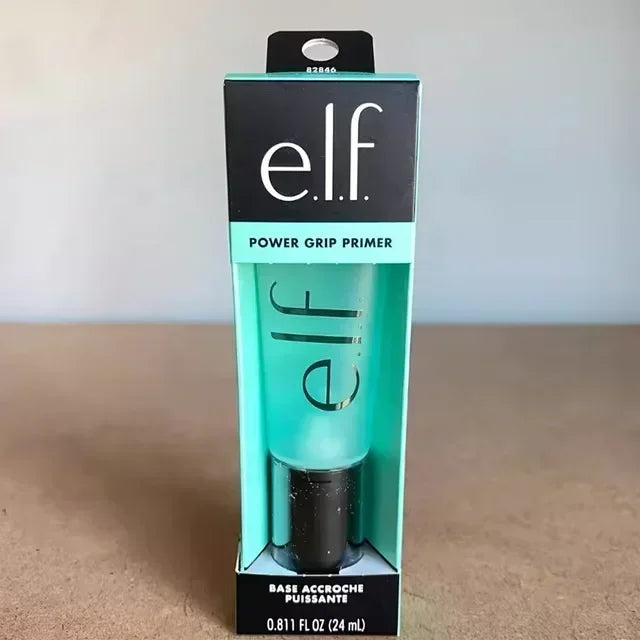 82846
e.l.f.
POWER GRIP PRIMER
e.l.f.
BASE ACCROCHE
PUISSANTE
0.811 FL OZ (24 mL)